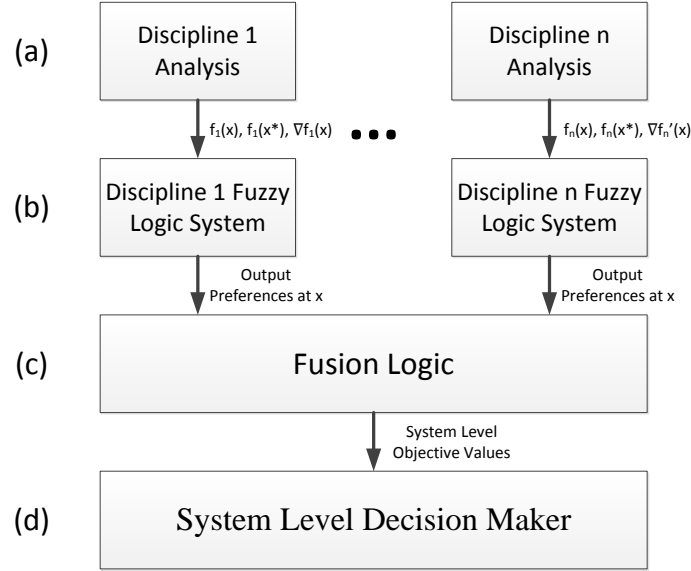 (a)
Discipline 1
Analysis
Discipline n
Analysis
f₁(x), f₁(x*), ∇f₁(x)
...
fₙ(x), fₙ(x*), ∇fₙ'(x)
(b)
Discipline 1 Fuzzy
Logic System
Discipline n Fuzzy
Logic System
Output
Preferences at x
Output
Preferences at x
(c)
Fusion Logic
System Level
Objective Values
(d)
System Level Decision Maker